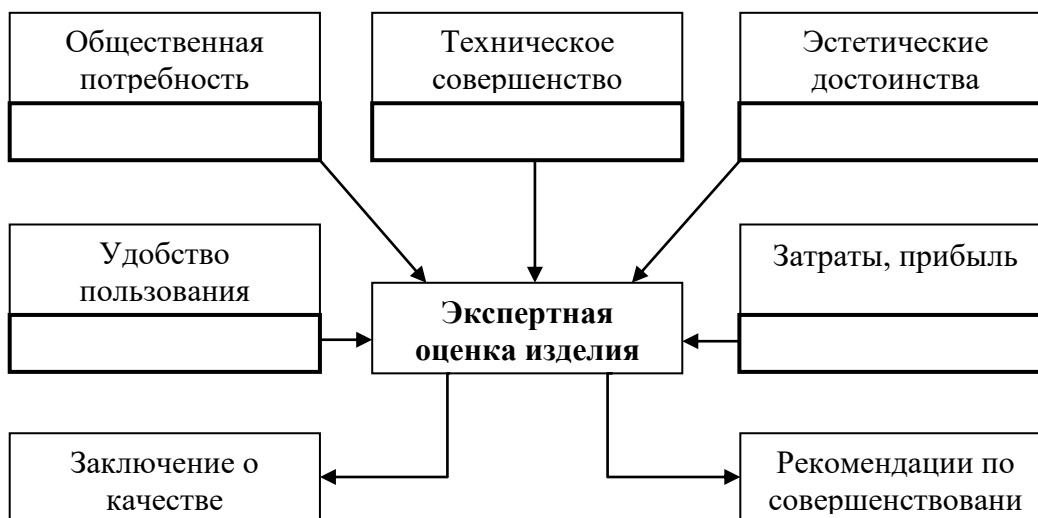 Общественная
потребность
Техническое
совершенство
Эстетические
достоинства
Удобство
пользования
Затраты, прибыль
Экспертная
оценка изделия
Заключение о
качестве
Рекомендации по
совершенствовани